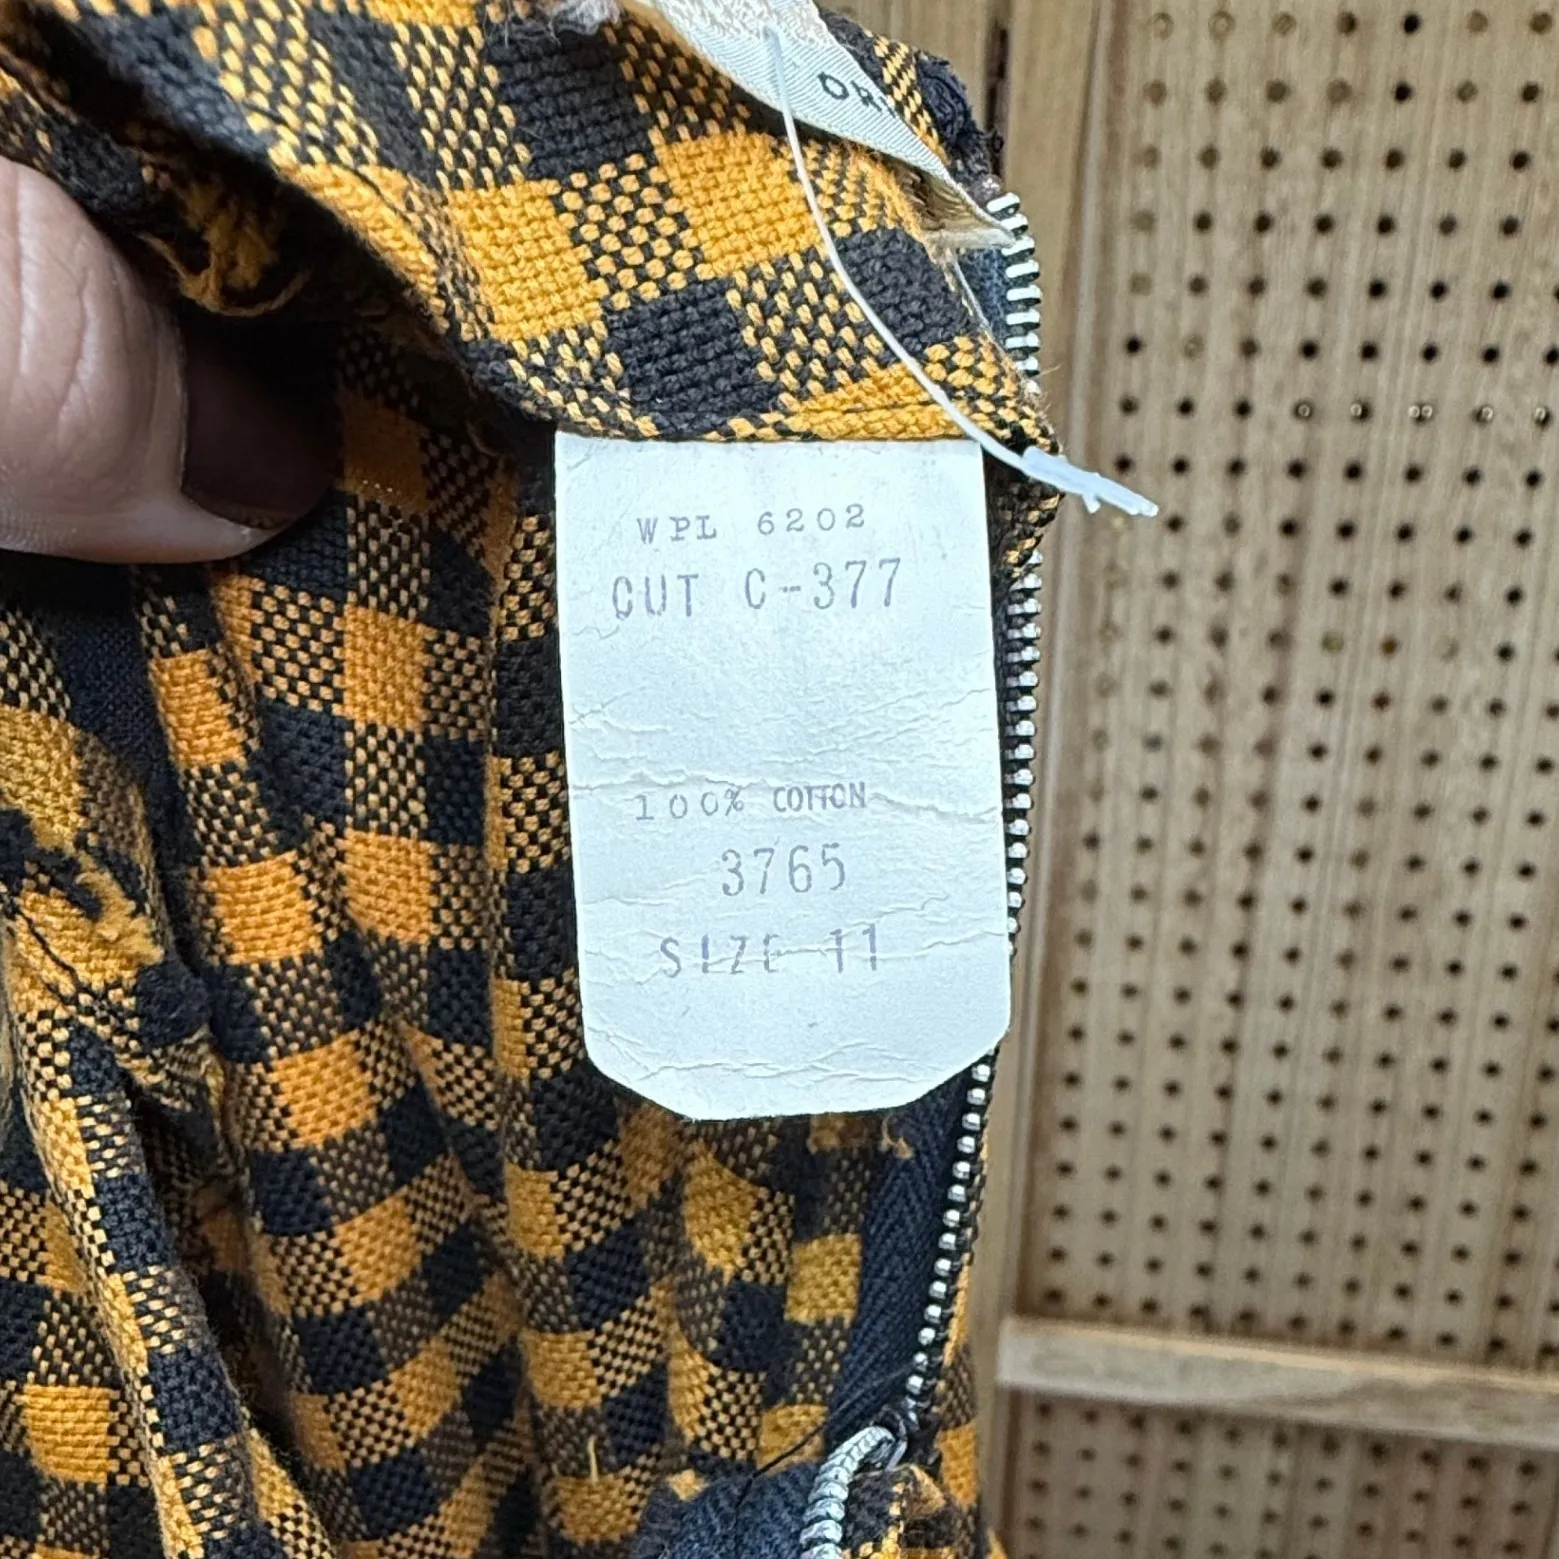 WPL 6202
CUT C-377
100% COTTON
3765
SIZE 11